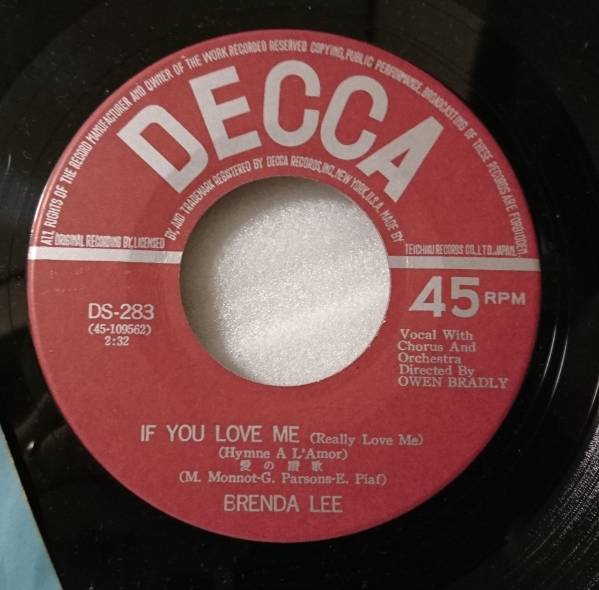 ALL RIGHTS OF THE RECORD MANUFACTURER AND OWNER OF THE WORK RECORDED RESERVED COPYING, PUBLIC PERFORMANCE, BROADCASTING OF THESE RECORDS ARE FORBIDDEN
DECCA
ORIGINAL RECORDING BY, LICENSED
BY, AND TRADEMARK REGISTERED BY DECCA RECORDS, INC., NEW YORK, U.S.A. MADE BY
TEICHIKU RECORDS CO., LTD., JAPAN.
DS-283
(45-109562)
2:32
45 RPM
Vocal With
Chorus And
Orchestra
Directed By
OWEN BRADLY
IF YOU LOVE ME (Really Love Me)
(Hymne A L'Amor)
愛の讃歌
(M. Monnot-G. Parsons-E. Piaf)
BRENDA LEE